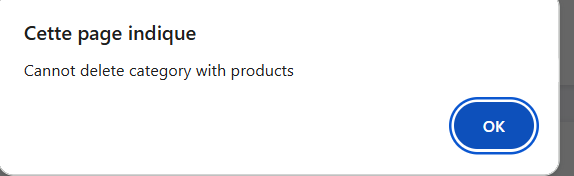 Cette page indique
Cannot delete category with products
OK